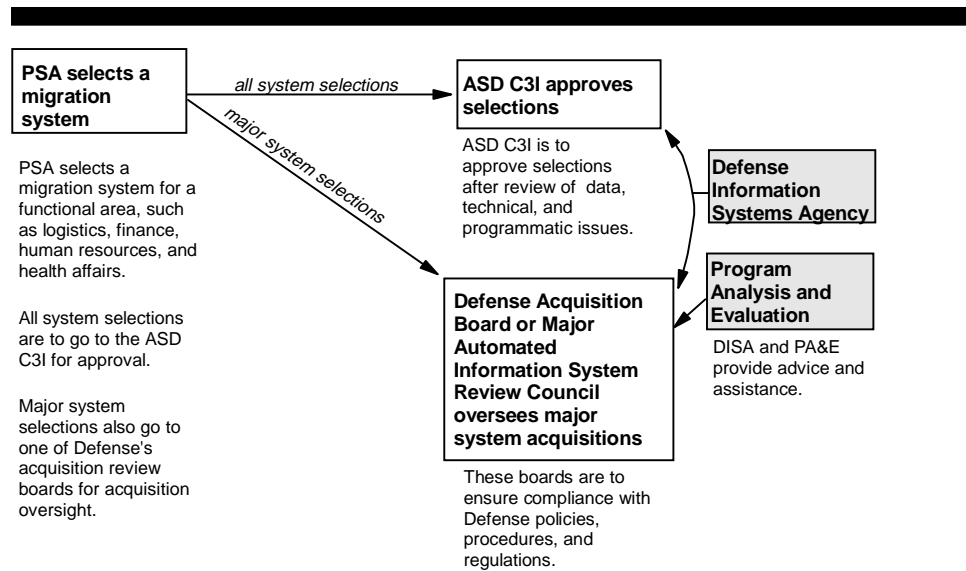 PSA selects a
migration
system
all system selections
major system selections
ASD C3I approves
selections
ASD C3I is to
approve selections
after review of  data,
technical, and
programmatic issues.
PSA selects a
migration system for a
functional area, such
as logistics, finance,
human resources, and
health affairs.
All system selections
are to go to the ASD
C3I for approval.
Major system
selections also go to
one of Defense's
acquisition review
boards for acquisition
oversight.
Defense
Information
Systems Agency
Program
Analysis and
Evaluation
DISA and PA&E
provide advice and
assistance.
Defense Acquisition
Board or Major
Automated
Information System
Review Council
oversees major
system acquisitions
These boards are to
ensure compliance with
Defense policies,
procedures, and
regulations.